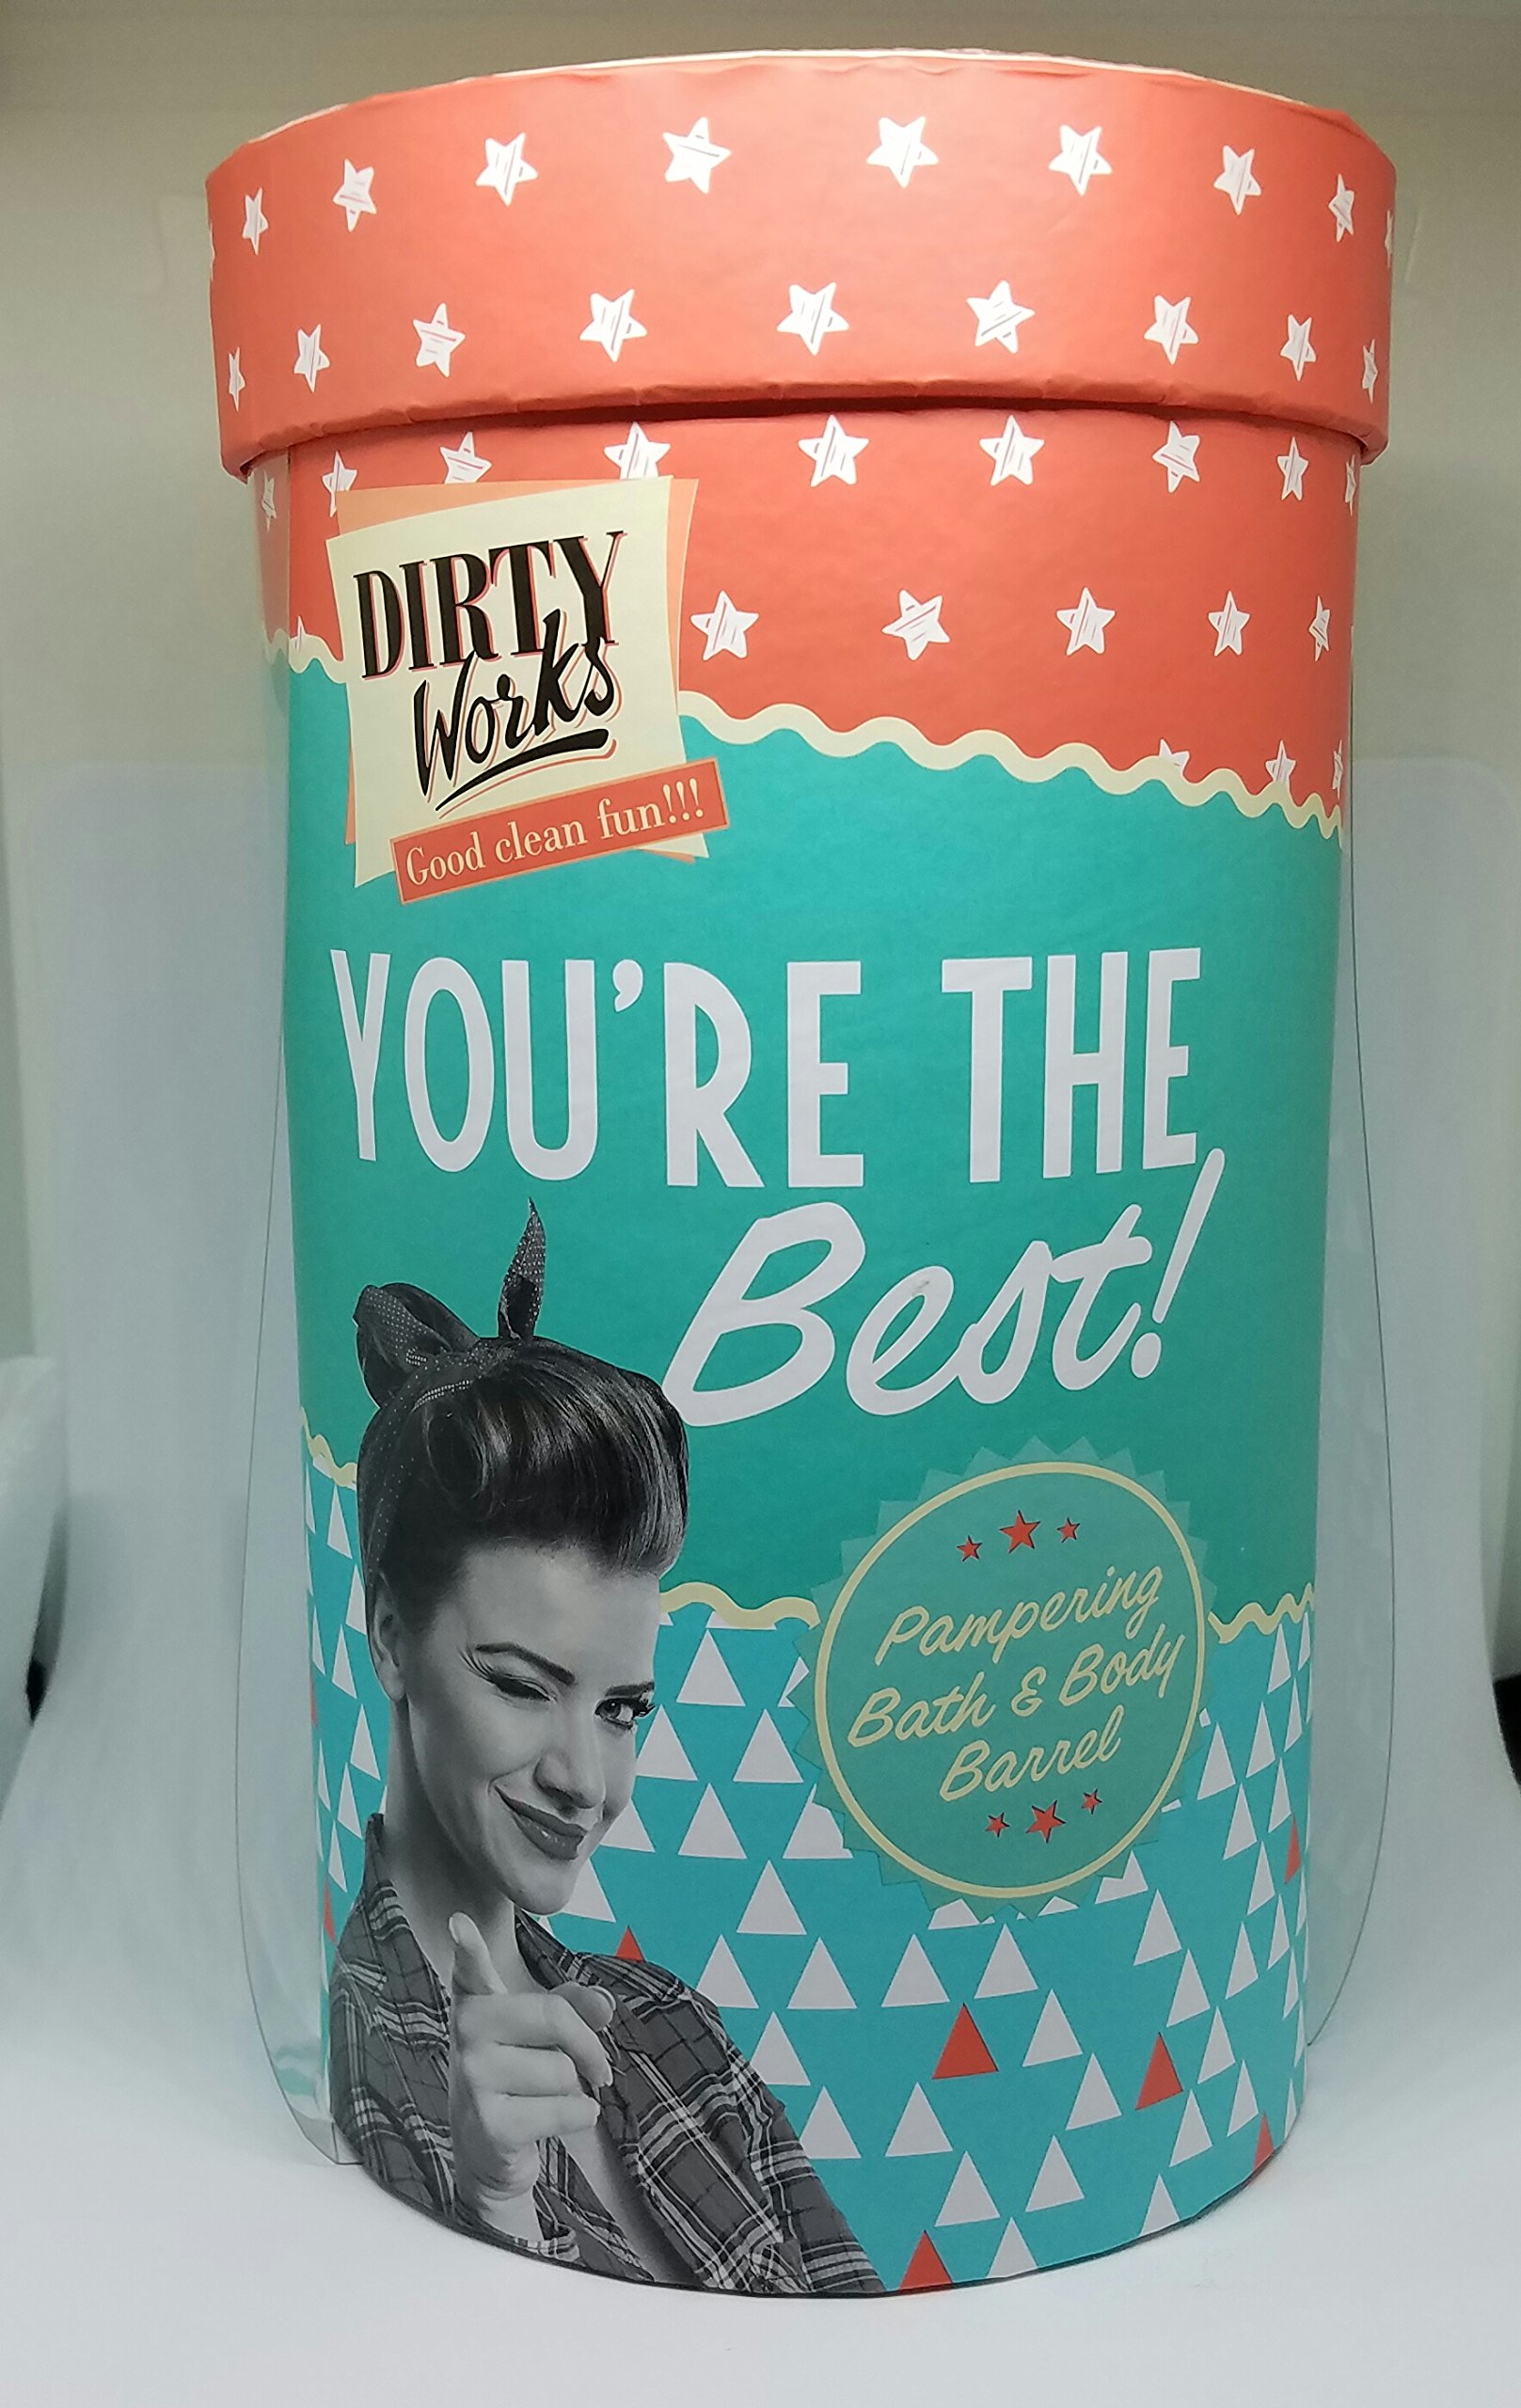 DIRTY
Works
Good clean fun!!!
YOU'RE THE
Best!
Pampering
Bath & Body
Barrel